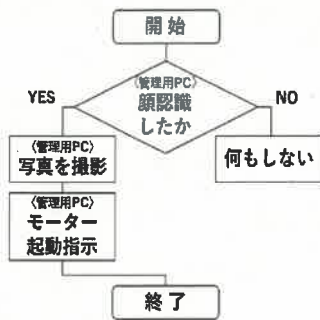 開始
〈管理用PC〉
顔認識
したか
YES
NO
〈管理用PC〉
写真を撮影
何もしない
〈管理用PC〉
モーター
起動指示
終了